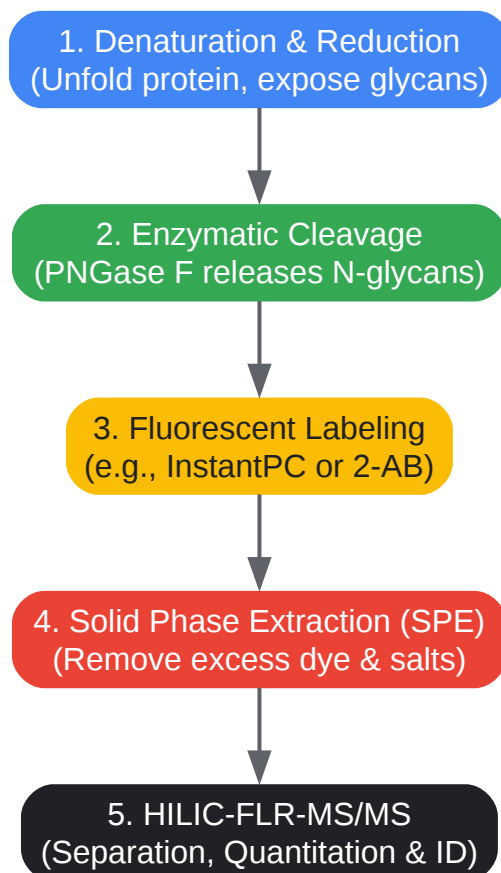 1. Denaturation & Reduction
(Unfold protein, expose glycans)
2. Enzymatic Cleavage
(PNGase F releases N-glycans)
3. Fluorescent Labeling
(e.g., InstantPC or 2-AB)
4. Solid Phase Extraction (SPE)
(Remove excess dye & salts)
5. HILIC-FLR-MS/MS
(Separation, Quantitation & ID)